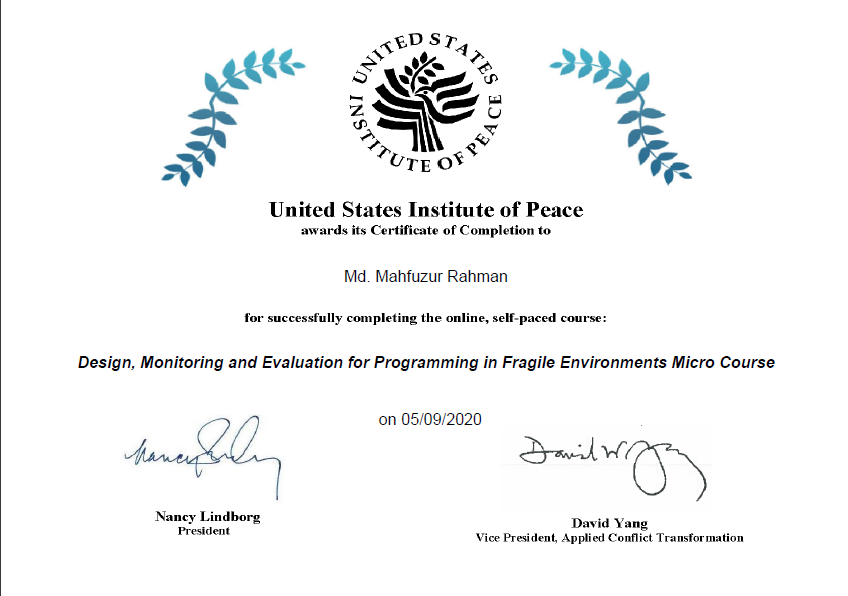 UNITED STATES INSTITUTE OF PEACE
United States Institute of Peace
awards its Certificate of Completion to
Md. Mahfuzur Rahman
for successfully completing the online, self-paced course:
Design, Monitoring and Evaluation for Programming in Fragile Environments Micro Course
on 05/09/2020
Nancy Lindborg
President
David W Yang
David Yang
Vice President, Applied Conflict Transformation